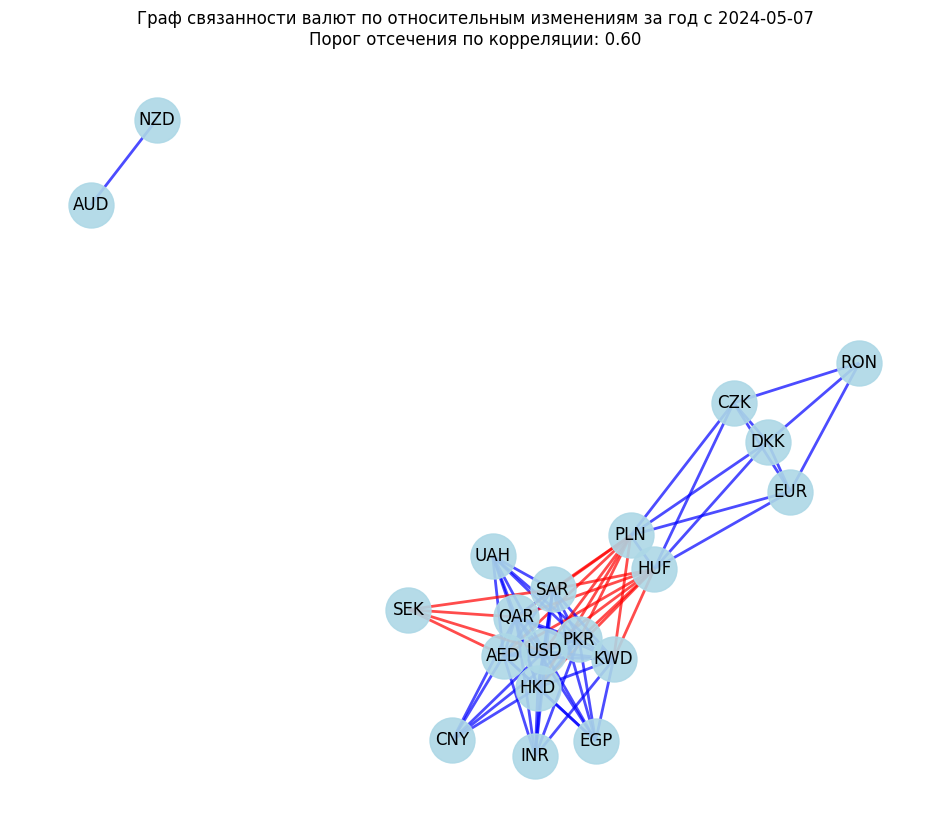 Граф связанности валют по относительным изменениям за год с 2024-05-07
Порог отсечения по корреляции: 0.60
NZD
AUD
RON
CZK
DKK
EUR
PLN
UAH
HUF
SAR
SEK
QAR
PKR
USD
AED
KWD
HKD
CNY
EGP
INR